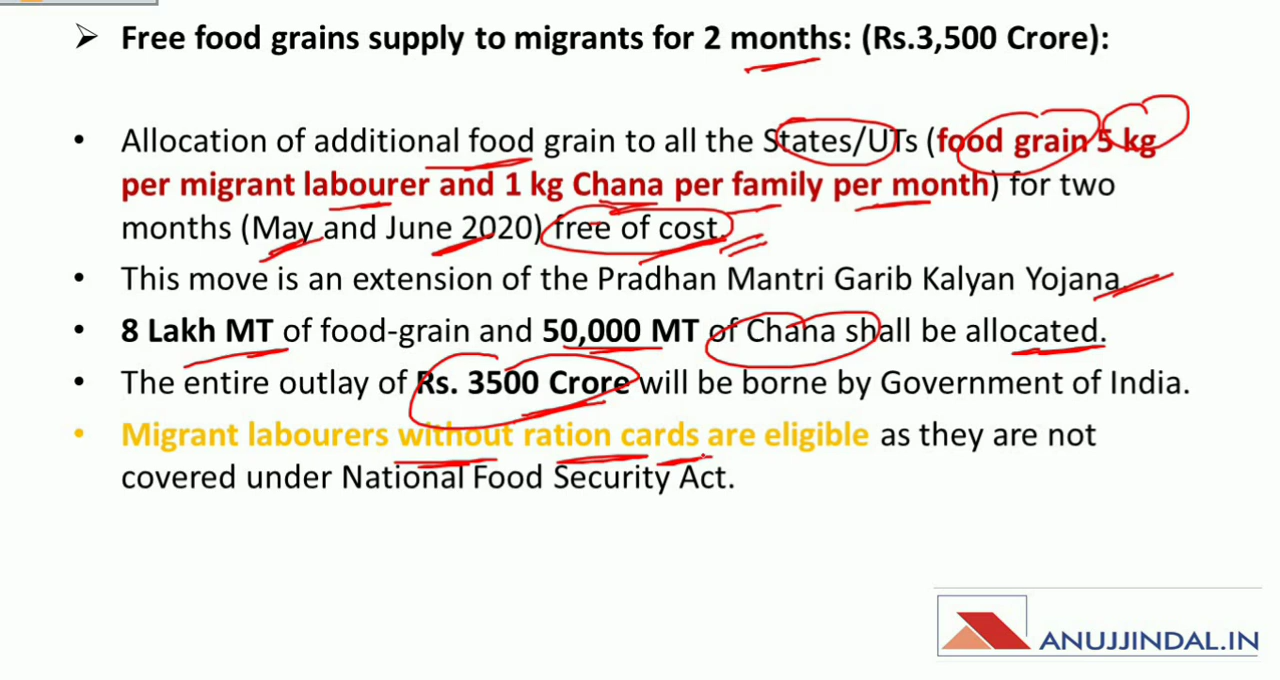 ➢ Free food grains supply to migrants for 2 months: (Rs.3,500 Crore):
• Allocation of additional food grain to all the States/UTs (food grain 5 kg
per migrant labourer and 1 kg Chana per family per month) for two
months (May and June 2020) free of cost.
• This move is an extension of the Pradhan Mantri Garib Kalyan Yojana.
• 8 Lakh MT of food-grain and 50,000 MT of Chana shall be allocated.
• The entire outlay of Rs. 3500 Crore will be borne by Government of India.
• Migrant labourers without ration cards are eligible as they are not
covered under National Food Security Act.
ANUJJINDAL.IN